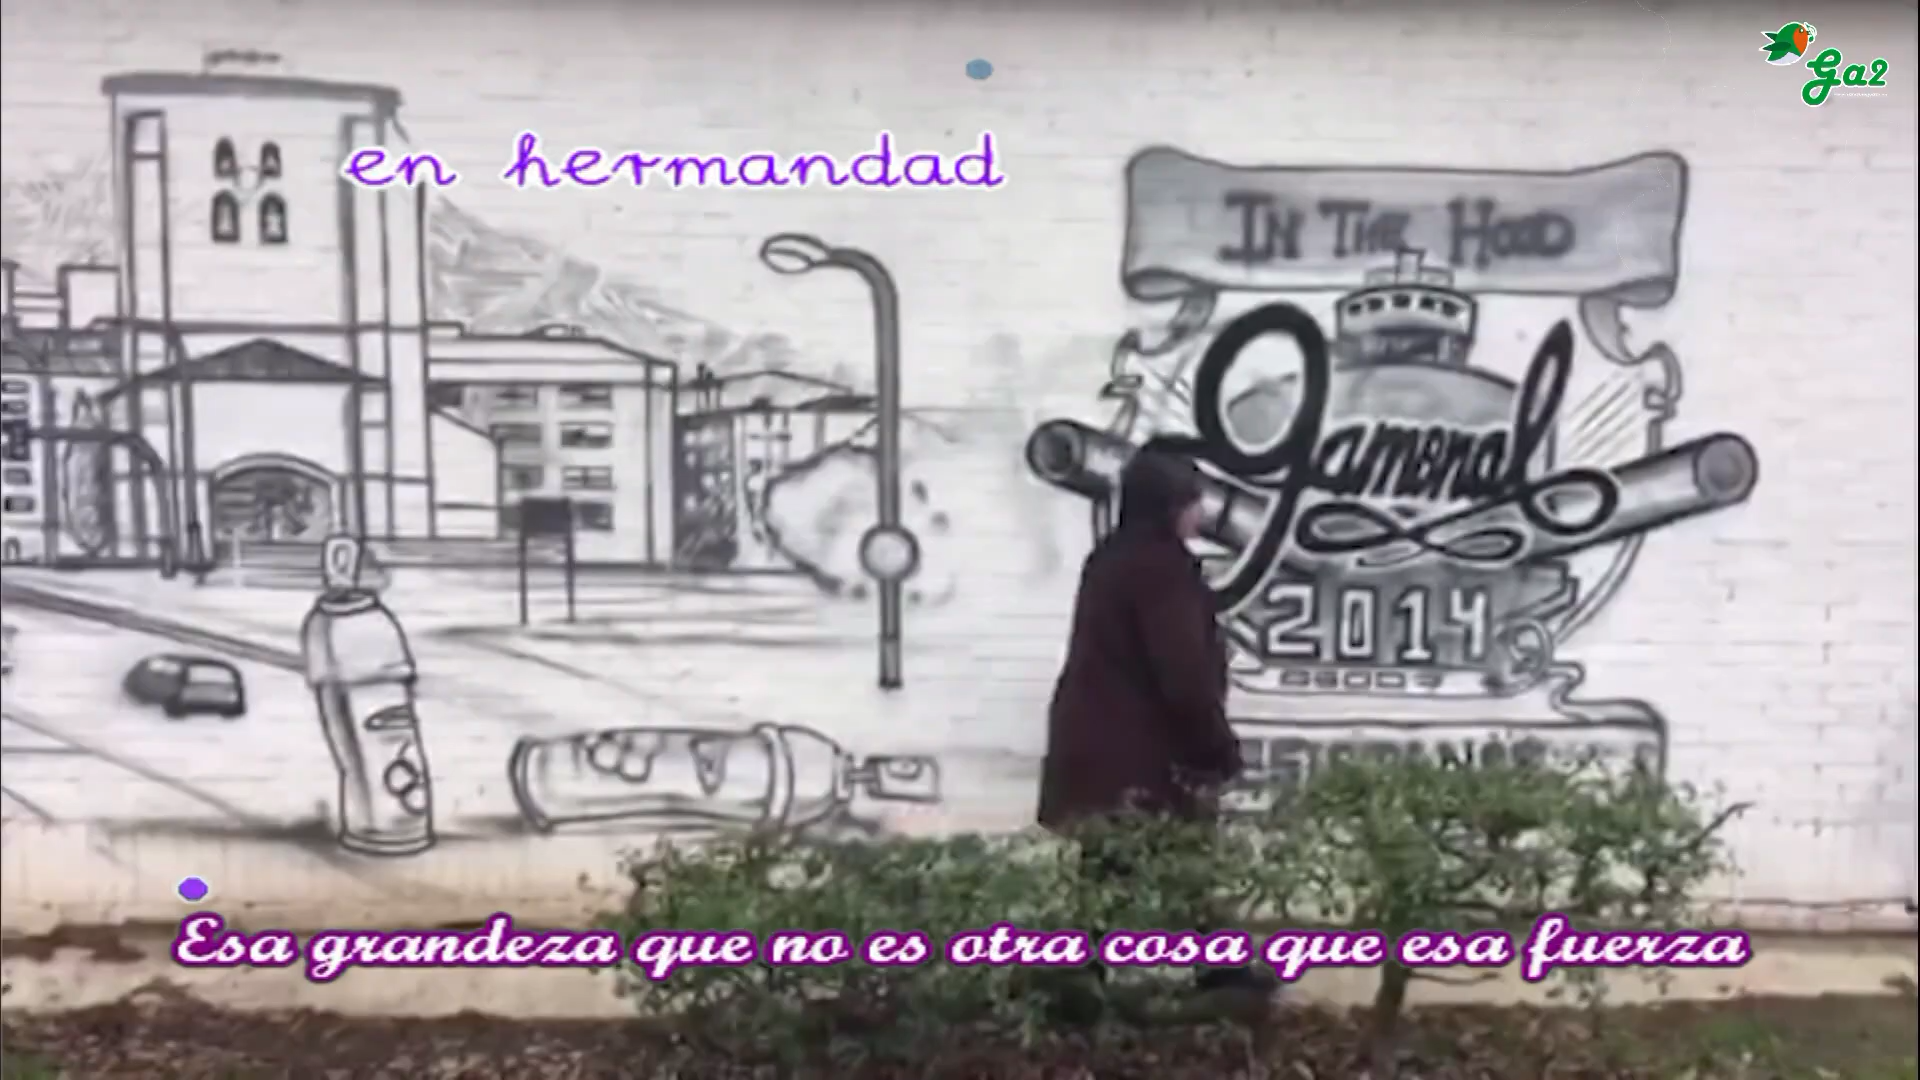 Ga2
en hermandad
IN THE HOOD
Gamonal
2014
Esa grandeza que no es otra cosa que esa fuerza